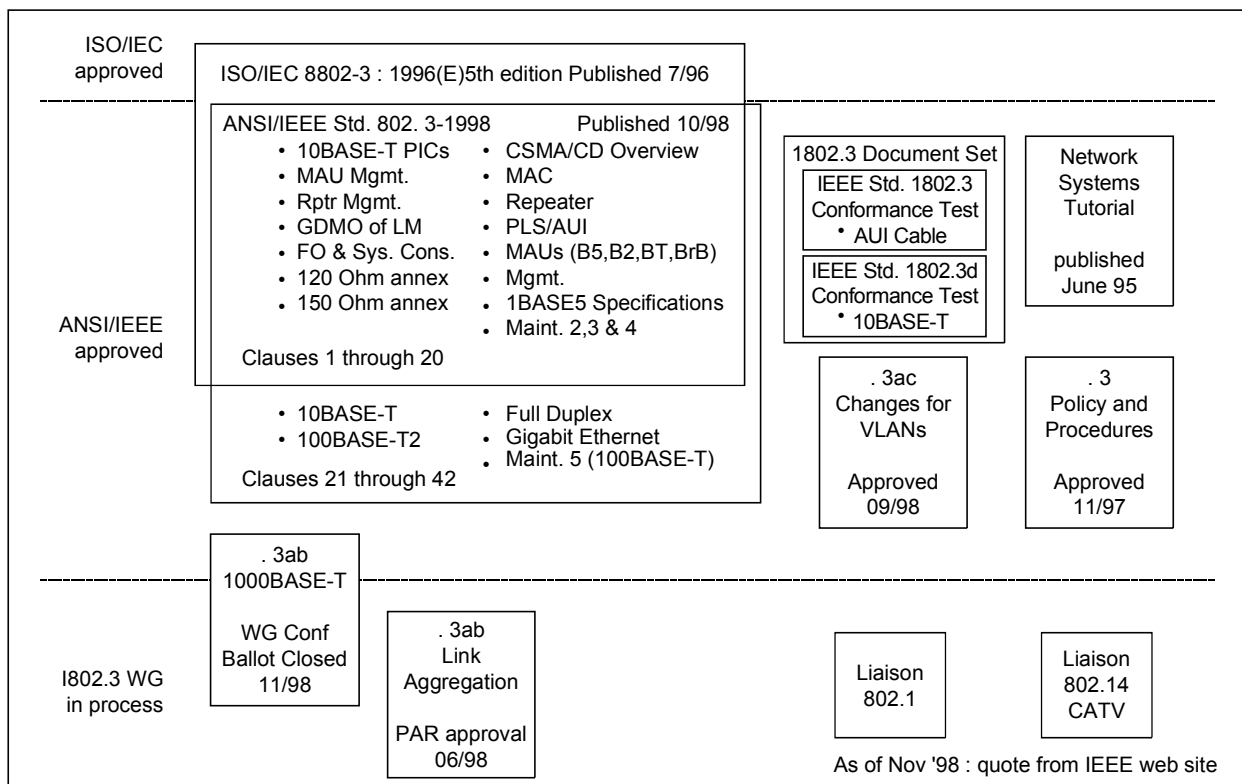 ISO/IEC
approved
ISO/IEC 8802-3 : 1996(E)5th edition Published 7/96
ANSI/IEEE Std. 802. 3-1998 Published 10/98
• 10BASE-T PICs
• MAU Mgmt.
• Rptr Mgmt.
• GDMO of LM
• FO & Sys. Cons.
• 120 Ohm annex
• 150 Ohm annex
• CSMA/CD Overview
• MAC
• Repeater
• PLS/AUI
• MAUs (B5,B2,BT,BrB)
• Mgmt.
• 1BASE5 Specifications
• Maint. 2,3 & 4
Clauses 1 through 20
• 10BASE-T
• 100BASE-T2
• Full Duplex
• Gigabit Ethernet
• Maint. 5 (100BASE-T)
Clauses 21 through 42
ANSI/IEEE
approved
1802.3 Document Set
IEEE Std. 1802.3
Conformance Test
• AUI Cable
IEEE Std. 1802.3d
Conformance Test
• 10BASE-T
Network
Systems
Tutorial
published
June 95
. 3ac
Changes for
VLANs
Approved
09/98
. 3
Policy and
Procedures
Approved
11/97
. 3ab
1000BASE-T
WG Conf
Ballot Closed
11/98
. 3ab
Link
Aggregation
PAR approval
06/98
I802.3 WG
in process
Liaison
802.1
Liaison
802.14
CATV
As of Nov '98 : quote from IEEE web site